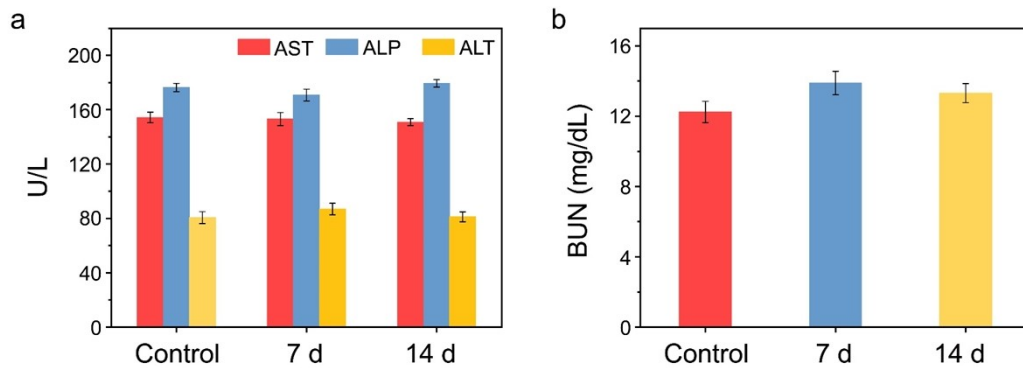 a
AST ALP ALT
U/L
200
160
160
80
40
0
Control 7 d 14 d
b
BUN (mg/dL)
16
12
8
4
0
Control 7 d 14 d